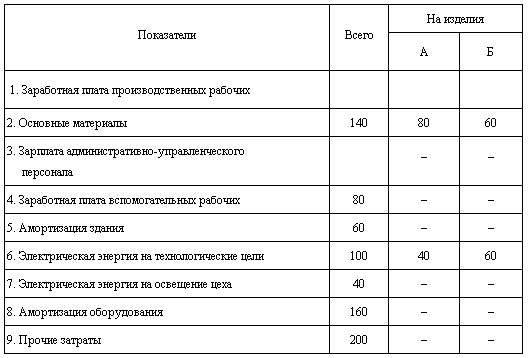 Показатели Всего На изделия
А Б
1. Заработная плата производственных рабочих
2. Основные материалы 140 80 60
3. Зарплата административно-управленческого
персонала – –
4. Заработная плата вспомогательных рабочих 80 – –
5. Амортизация здания 60 – –
6. Электрическая энергия на технологические цели 100 40 60
7. Электрическая энергия на освещение цеха 40 – –
8. Амортизация оборудования 160 – –
9. Прочие затраты 200 – –